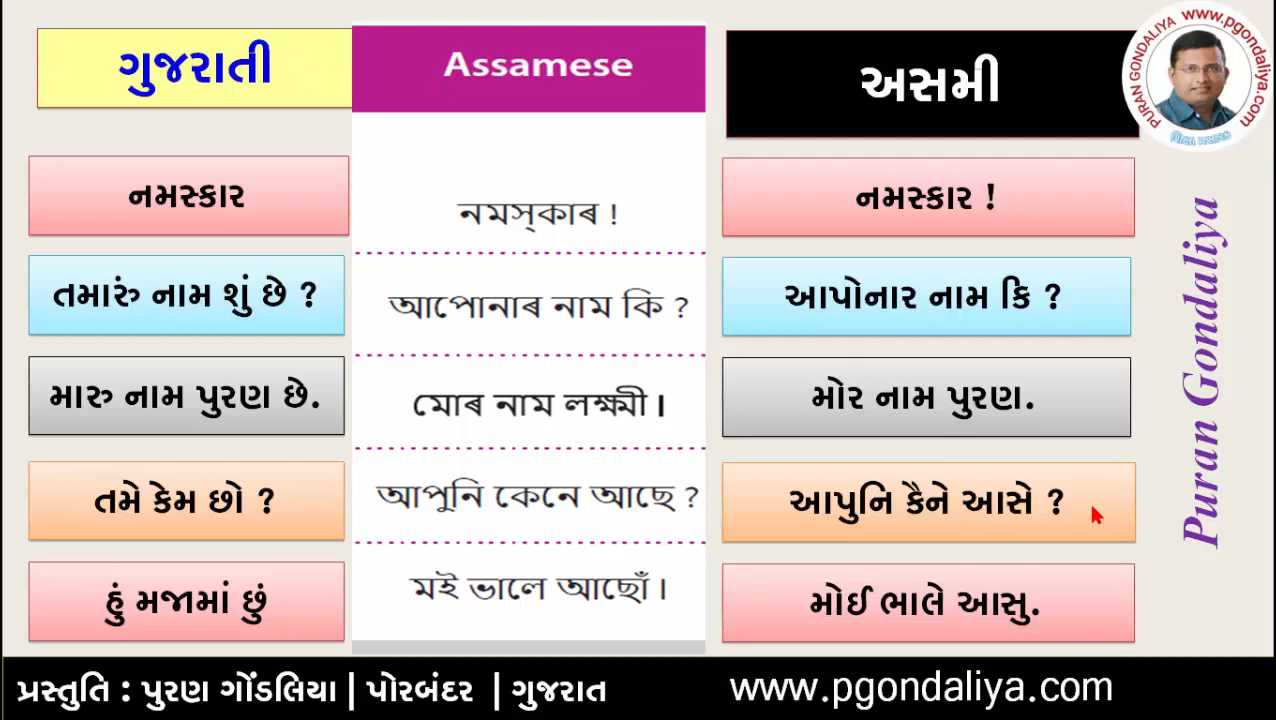 ગુજરાતી
Assamese
અસમી
PURAN GONDALIYA www.pgondaliya.com
નમસ્કાર
নমস্কাৰ !
નમસ્કાર !
તમારું નામ શું છે ?
আপোনাৰ নাম কি ?
આપોનાર નામ કિ ?
મારુ નામ પુરણ છે.
মোৰ নাম লক্ষ্মী।
મોર નામ પુરણ.
તમે કેમ છો ?
আপুনি কেনে আছে ?
આપુનિ કૈને આસે ?
હું મજામાં છું
মই ভালে আছোঁ।
મોઈ ભાલે આસુ.
Puran Gondaliya
પ્રસ્તુતિ : પુરણ ગોંડલિયા | પોરબંદર | ગુજરાત
www.pgondaliya.com